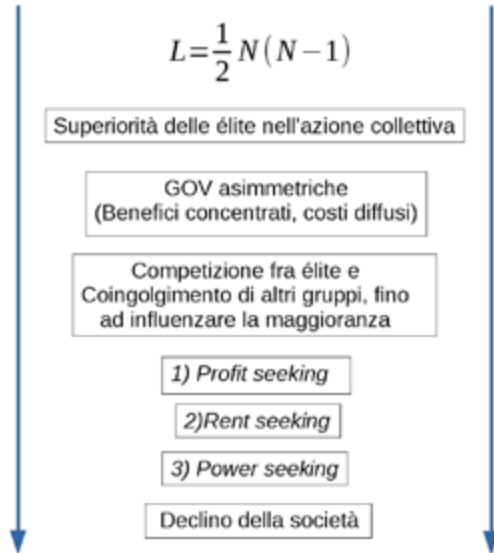 L=1/2 N(N−1)
Superiorità delle élite nell'azione collettiva
GOV asimmetriche
(Benefici concentrati, costi diffusi)
Competizione fra élite e
Coingolgimento di altri gruppi, fino
ad influenzare la maggioranza
1) Profit seeking
2)Rent seeking
3) Power seeking
Declino della società